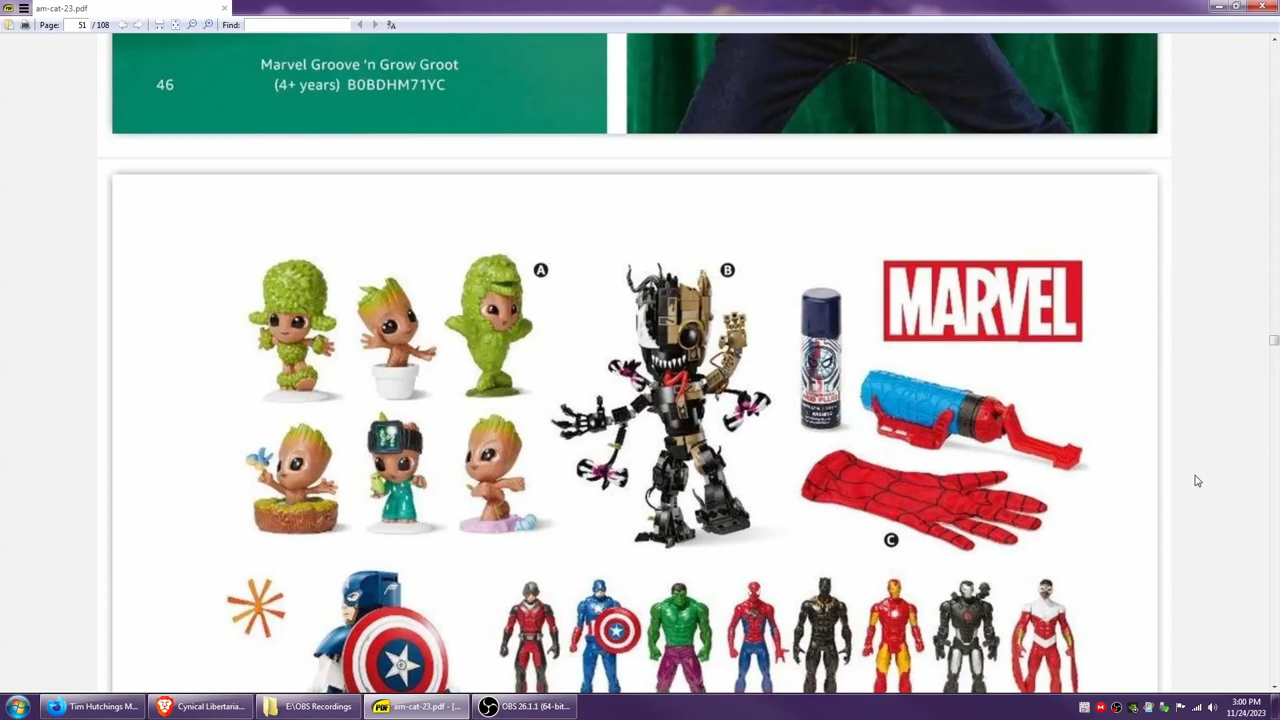 am-cat-23.pdf
Page: 51 / 108 Find:
Marvel Groove 'n Grow Groot
46 (4+ years) B0BDHM71YC
A
B
MARVEL
C
Tim Hutchings M...
Cynical Libertaria...
E:\OBS Recordings
am-cat-23.pdf - [...
OBS 26.1.1 (64-bit...
3:00 PM
11/24/2023